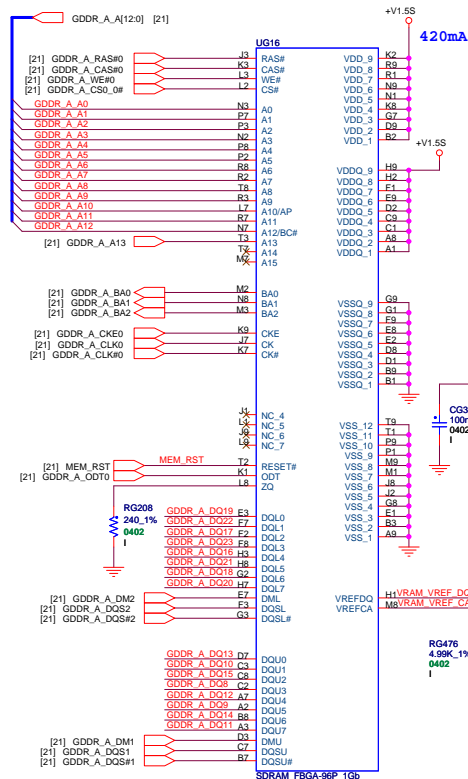 GDDR_A_A[12:0] [21]
+V1.5S
420mA
UG16
[21] GDDR_A_RAS#0 J3 RAS# VDD_9 K2
[21] GDDR_A_CAS#0 K3 CAS# VDD_8 R9
[21] GDDR_A_WE#0 L3 WE# VDD_7 R1
[21] GDDR_A_CS0_0# L2 CS# VDD_6 N9
VDD_5 N1
GDDR_A_A0 N3 A0 VDD_4 K8
GDDR_A_A1 P7 A1 VDD_3 G7
GDDR_A_A2 P3 A2 VDD_2 D9
GDDR_A_A3 N2 A3 VDD_1 B2
GDDR_A_A4 P8 A4
+V1.5S
GDDR_A_A5 P2 A5
GDDR_A_A6 R8 A6 VDDQ_9 H9
GDDR_A_A7 R2 A7 VDDQ_8 H2
GDDR_A_A8 T8 A8 VDDQ_7 F1
GDDR_A_A9 R3 A9 VDDQ_6 E9
GDDR_A_A10 L7 A10/AP VDDQ_5 D2
GDDR_A_A11 R7 A11 VDDQ_4 C9
GDDR_A_A12 N7 A12/BC# VDDQ_3 C1
[21] GDDR_A_A13 T3 A13 VDDQ_2 A8
T7 A14 VDDQ_1 A1
M7 A15
[21] GDDR_A_BA0 M2 BA0
[21] GDDR_A_BA1 N8 BA1 VSSQ_9 G9
[21] GDDR_A_BA2 M3 BA2 VSSQ_8 G1
VSSQ_7 F9
[21] GDDR_A_CKE0 K9 CKE VSSQ_6 E8
[21] GDDR_A_CLK0 J7 CK VSSQ_5 E2
[21] GDDR_A_CLK#0 K7 CK# VSSQ_4 D8
VSSQ_3 D1
VSSQ_2 B9
VSSQ_1 B1
J1 NC_4
L1 NC_5
J9 NC_6
L9 NC_7
VSS_12 T9
VSS_11 T1
VSS_10 P9
VSS_9 P1
[21] MEM_RST MEM_RST T2 RESET# VSS_8 M9
[21] GDDR_A_ODT0 K1 ODT VSS_7 M1
L8 ZQ VSS_6 J8
VSS_5 J2
VSS_4 G8
VSS_3 E1
VSS_2 B3
VSS_1 A9
CG3
100n
0402
I
RG208
240_1%
0402
I
GDDR_A_DQ19 E3 DQL0
GDDR_A_DQ22 F7 DQL1
GDDR_A_DQ17 F2 DQL2
GDDR_A_DQ23 F8 DQL3
GDDR_A_DQ16 H3 DQL4
GDDR_A_DQ21 H8 DQL5
GDDR_A_DQ18 G2 DQL6
GDDR_A_DQ20 H7 DQL7
[21] GDDR_A_DM2 E7 DML VREFDQ H1 VRAM_VREF_DQ
[21] GDDR_A_DQS2 F3 DQSL VREFCA M8 VRAM_VREF_CA
[21] GDDR_A_DQS#2 G3 DQSL#
RG476
4.99K_1%
0402
I
GDDR_A_DQ13 D7 DQU0
GDDR_A_DQ10 C3 DQU1
GDDR_A_DQ15 C8 DQU2
GDDR_A_DQ8 C2 DQU3
GDDR_A_DQ12 A7 DQU4
GDDR_A_DQ9 A2 DQU5
GDDR_A_DQ14 B8 DQU6
GDDR_A_DQ11 A3 DQU7
[21] GDDR_A_DM1 D3 DMU
[21] GDDR_A_DQS1 C7 DQSU
[21] GDDR_A_DQS#1 B7 DQSU#
SDRAM_FBGA-96P_1Gb